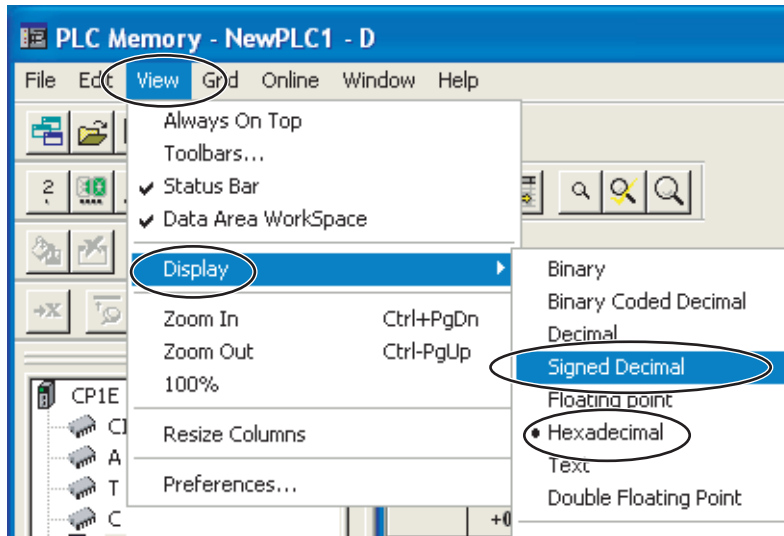 PLC Memory - NewPLC1 - D
File Edit View Grid Online Window Help
Always On Top
Toolbars...
Status Bar
Data Area WorkSpace
Display
Zoom In Ctrl+PgDn
Zoom Out Ctrl-PgUp
100%
Resize Columns
Preferences...
Binary
Binary Coded Decimal
Decimal
Signed Decimal
Floating point
Hexadecimal
Text
Double Floating Point
2
CP1E
A
T
C